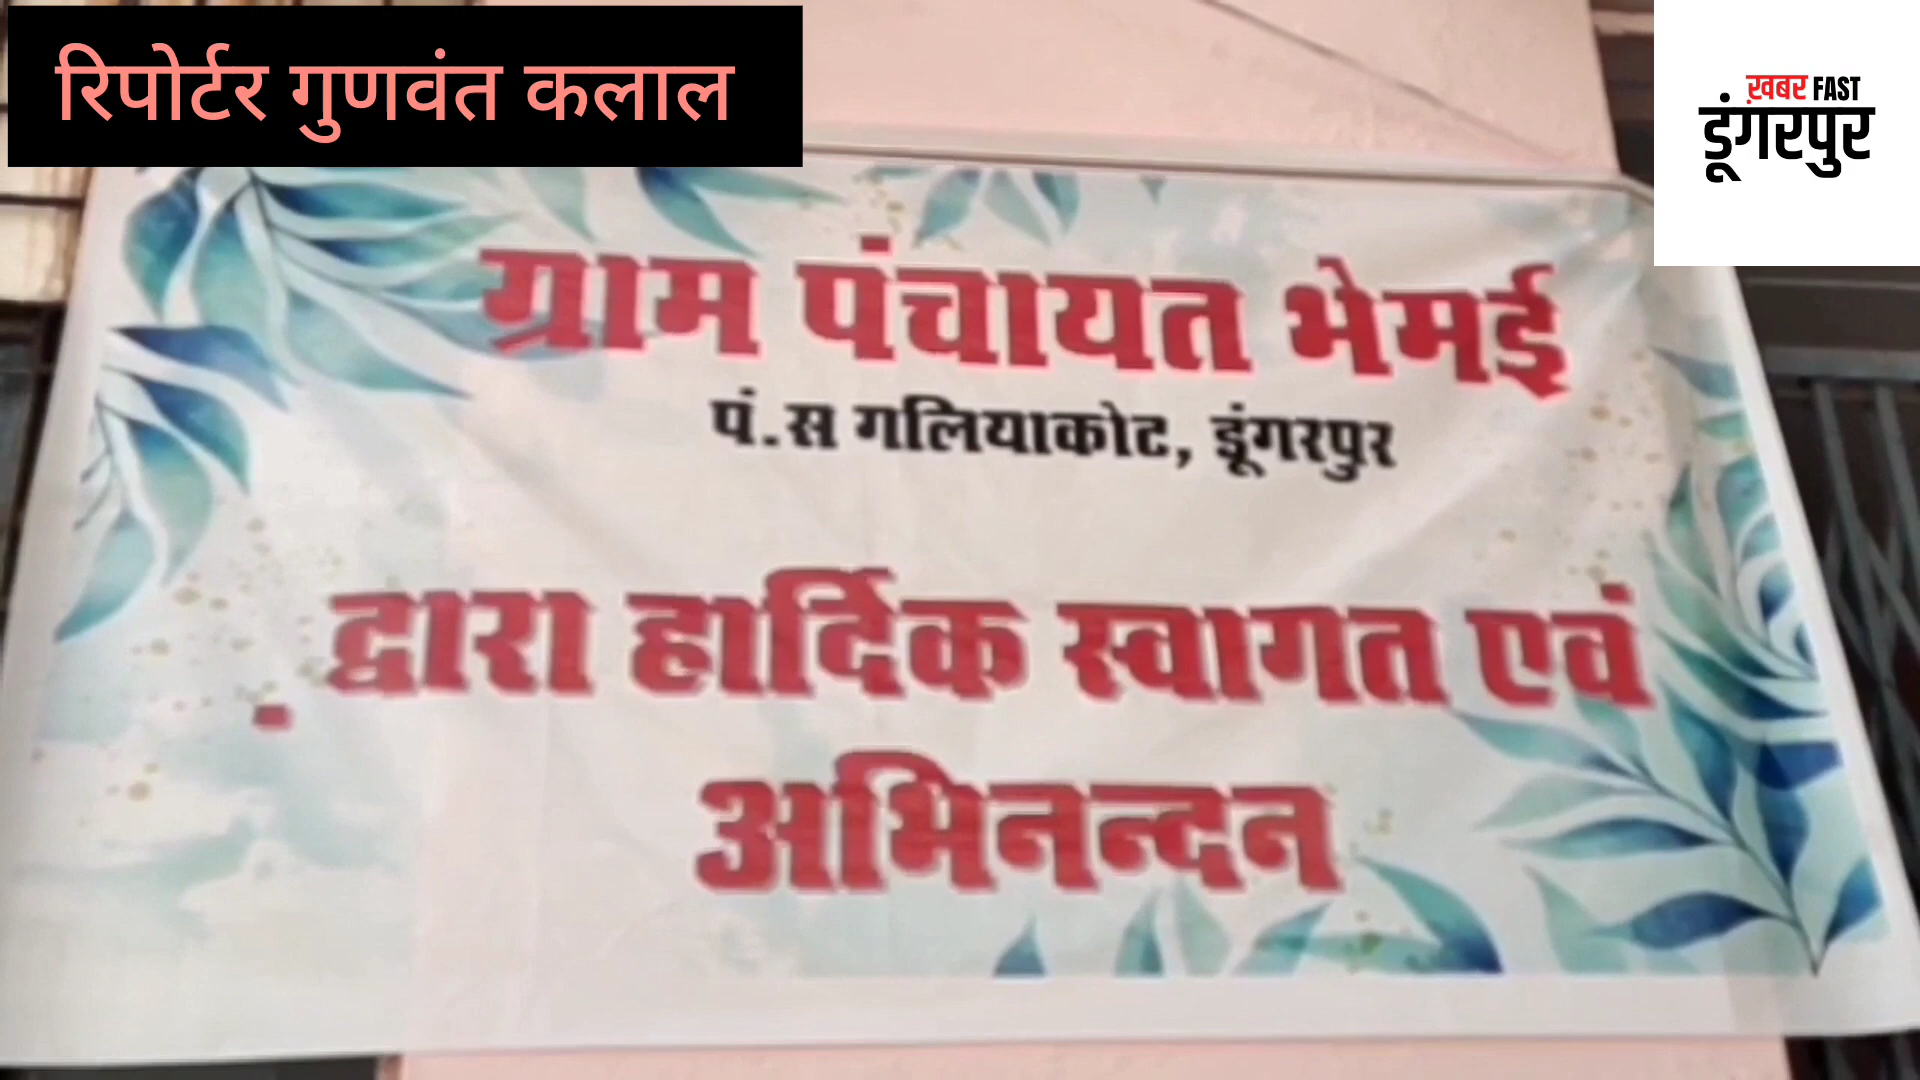 रिपोर्टर गुणवंत कलाल
ख़बर FAST
डूंगरपुर
ग्राम पंचायत भेमई
पं.स गलियाकोट, डूंगरपुर
द्वारा हार्दिक स्वागत एवं
अभिनन्दन